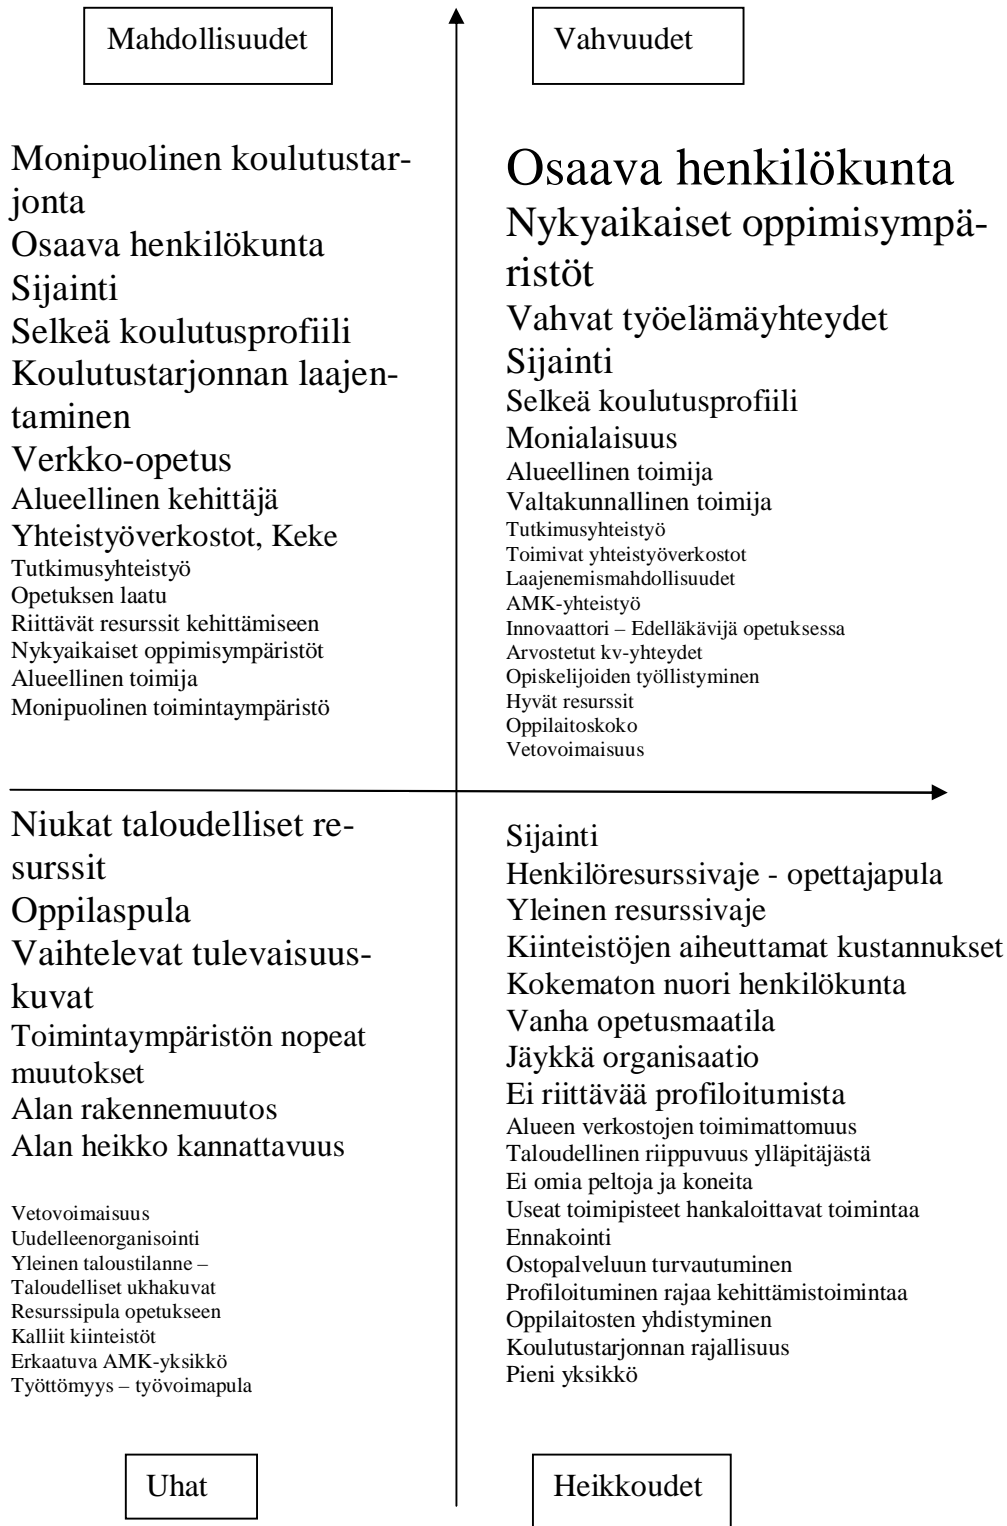 Mahdollisuudet
Monipuolinen koulutustar-
jonta
Osaava henkilökunta
Sijainti
Selkeä koulutusprofiili
Koulutustarjonnan laajen-
taminen
Verkko-opetus
Alueellinen kehittäjä
Yhteistyöverkostot, Keke
Tutkimusyhteistyö
Opetuksen laatu
Riittävät resurssit kehittämiseen
Nykyaikaiset oppimisympäristöt
Alueellinen toimija
Monipuolinen toimintaympäristö
Vahvuudet
Osaava henkilökunta
Nykyaikaiset oppimisympä-
ristöt
Vahvat työelämäyhteydet
Sijainti
Selkeä koulutusprofiili
Monialaisuus
Alueellinen toimija
Valtakunnallinen toimija
Tutkimusyhteistyö
Toimivat yhteistyöverkostot
Laajenemismahdollisuudet
AMK-yhteistyö
Innovaattori – Edelläkävijä opetuksessa
Arvostetut kv-yhteydet
Opiskelijoiden työllistyminen
Hyvät resurssit
Oppilaitoskoko
Vetovoimaisuus
Niukat taloudelliset re-
surssit
Oppilaspula
Vaihtelevat tulevaisuus-
kuvat
Toimintaympäristön nopeat
muutokset
Alan rakennemuutos
Alan heikko kannattavuus
Vetovoimaisuus
Uudelleenorganisointi
Yleinen taloustilanne –
Taloudelliset ukhakuvat
Resurssipula opetukseen
Kalliit kiinteistöt
Erkaatuva AMK-yksikkö
Työttömyys – työvoimapula
Uhat
Sijainti
Henkilöresurssivaje - opettajapula
Yleinen resurssivaje
Kiinteistöjen aiheuttamat kustannukset
Kokematon nuori henkilökunta
Vanha opetusmaatila
Jäykkä organisaatio
Ei riittävää profiloitumista
Alueen verkostojen toimimattomuus
Taloudellinen riippuvuus ylläpitäjästä
Ei omia peltoja ja koneita
Useat toimipisteet hankaloittavat toimintaa
Ennakointi
Ostopalveluun turvautuminen
Profiloituminen rajaa kehittämistoimintaa
Oppilaitosten yhdistyminen
Koulutustarjonnan rajallisuus
Pieni yksikkö
Heikkoudet